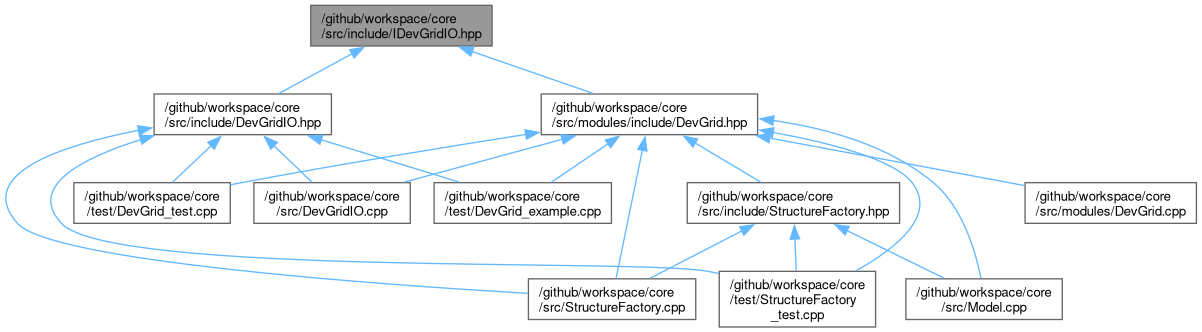 /github/workspace/core
/src/include/IDevGridIO.hpp
/github/workspace/core
/src/include/DevGridIO.hpp
/github/workspace/core
/src/modules/include/DevGrid.hpp
/github/workspace/core
/test/DevGrid_test.cpp
/github/workspace/core
/src/DevGridIO.cpp
/github/workspace/core
/test/DevGrid_example.cpp
/github/workspace/core
/src/include/StructureFactory.hpp
/github/workspace/core
/src/modules/DevGrid.cpp
/github/workspace/core
/src/StructureFactory.cpp
/github/workspace/core
/test/StructureFactory
_test.cpp
/github/workspace/core
/src/Model.cpp